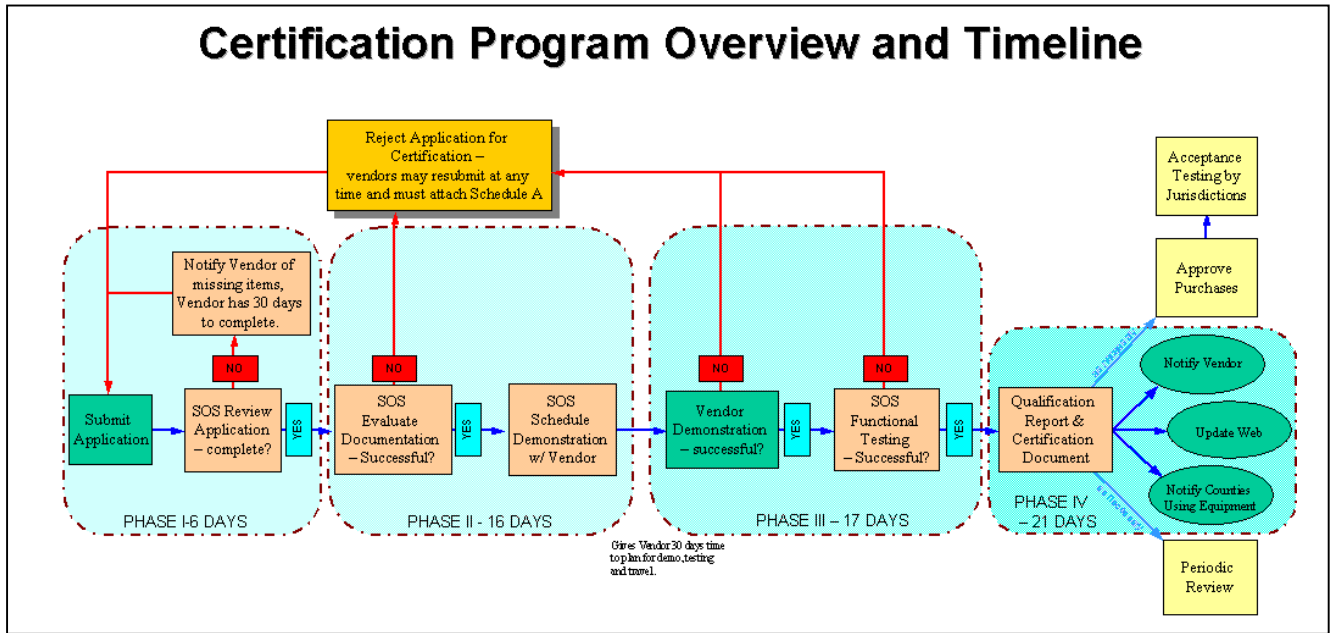 Certification Program Overview and Timeline
Reject Application for
Certification –
vendors may resubmit at any
time and must attach Schedule A
Acceptance
Testing by
Jurisdictions
Notify Vendor of
missing items,
Vendor has 30 days
to complete.
Approve
Purchases
NO
NO
NO
NO
Submit
Application
SOS Review
Application
– complete?
YES
SOS
Evaluate
Documentation
– Successful?
YES
SOS
Schedule
Demonstration
w/ Vendor
Vendor
Demonstration
– successful?
YES
SOS
Functional
Testing
– Successful?
YES
Qualification
Report &
Certification
Document
Notify Vendor
Update Web
Notify Counties
Using Equipment
as necessary
as necessary
PHASE I-6 DAYS
PHASE II - 16 DAYS
PHASE III – 17 DAYS
PHASE IV
– 21 DAYS
Gives Vendor 30 days time
to plan for demo, testing
and travel.
Periodic
Review